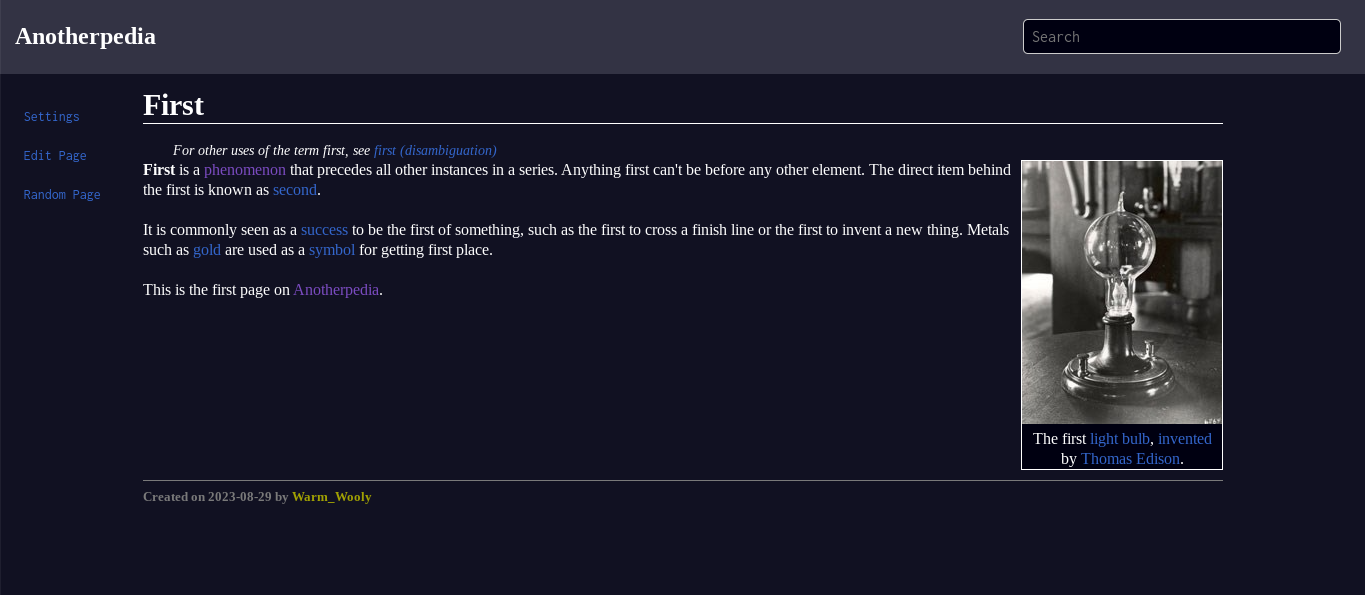 Anotherpedia
Search
Settings
Edit Page
Random Page
First
For other uses of the term first, see first (disambiguation)
First is a phenomenon that precedes all other instances in a series. Anything first can't be before any other element. The direct item behind
the first is known as second.
It is commonly seen as a success to be the first of something, such as the first to cross a finish line or the first to invent a new thing. Metals
such as gold are used as a symbol for getting first place.
This is the first page on Anotherpedia.
The first light bulb, invented
by Thomas Edison.
Created on 2023-08-29 by Warm_Wooly